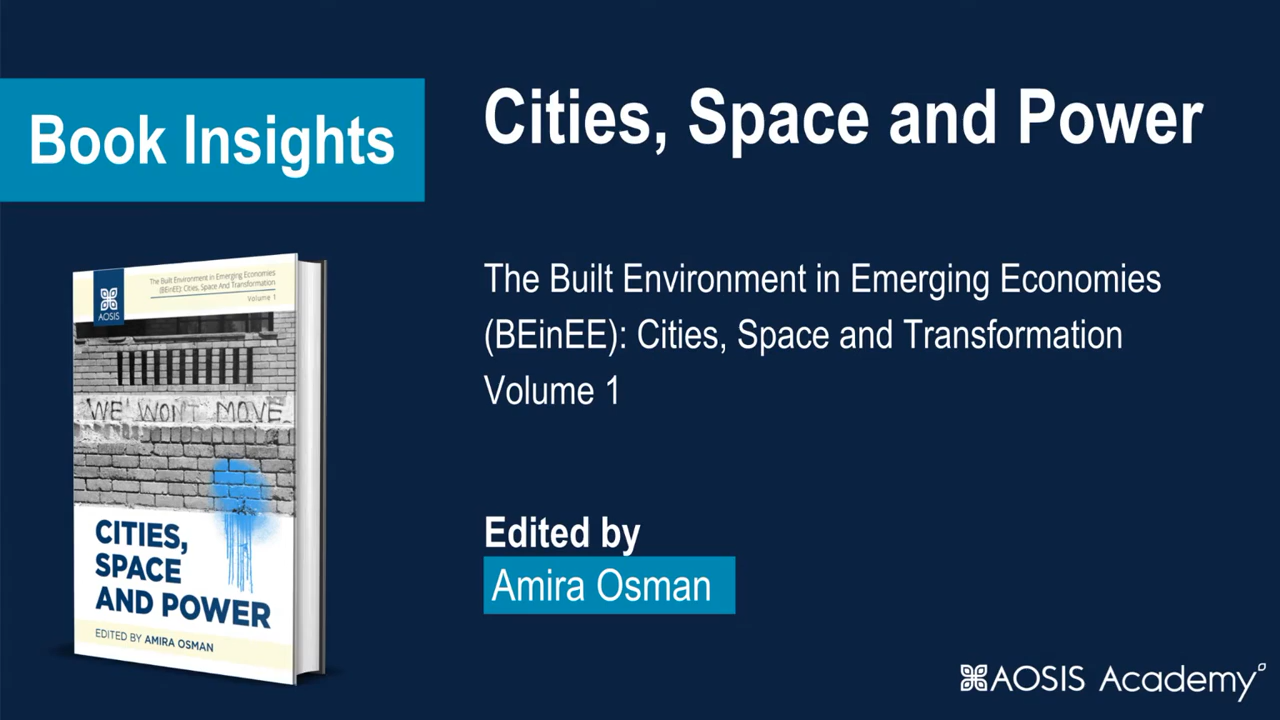 Book Insights
Cities, Space and Power
The Built Environment in Emerging Economies
(BEinEE): Cities, Space and Transformation
Volume 1
Edited by
Amira Osman
AOSIS
The Built Environment in Emerging Economies
(BEinEE): Cities, Space And Transformation
Volume 1
WE WON'T MOVE
CITIES,
SPACE
AND POWER
EDITED BY AMIRA OSMAN
AOSIS Academy